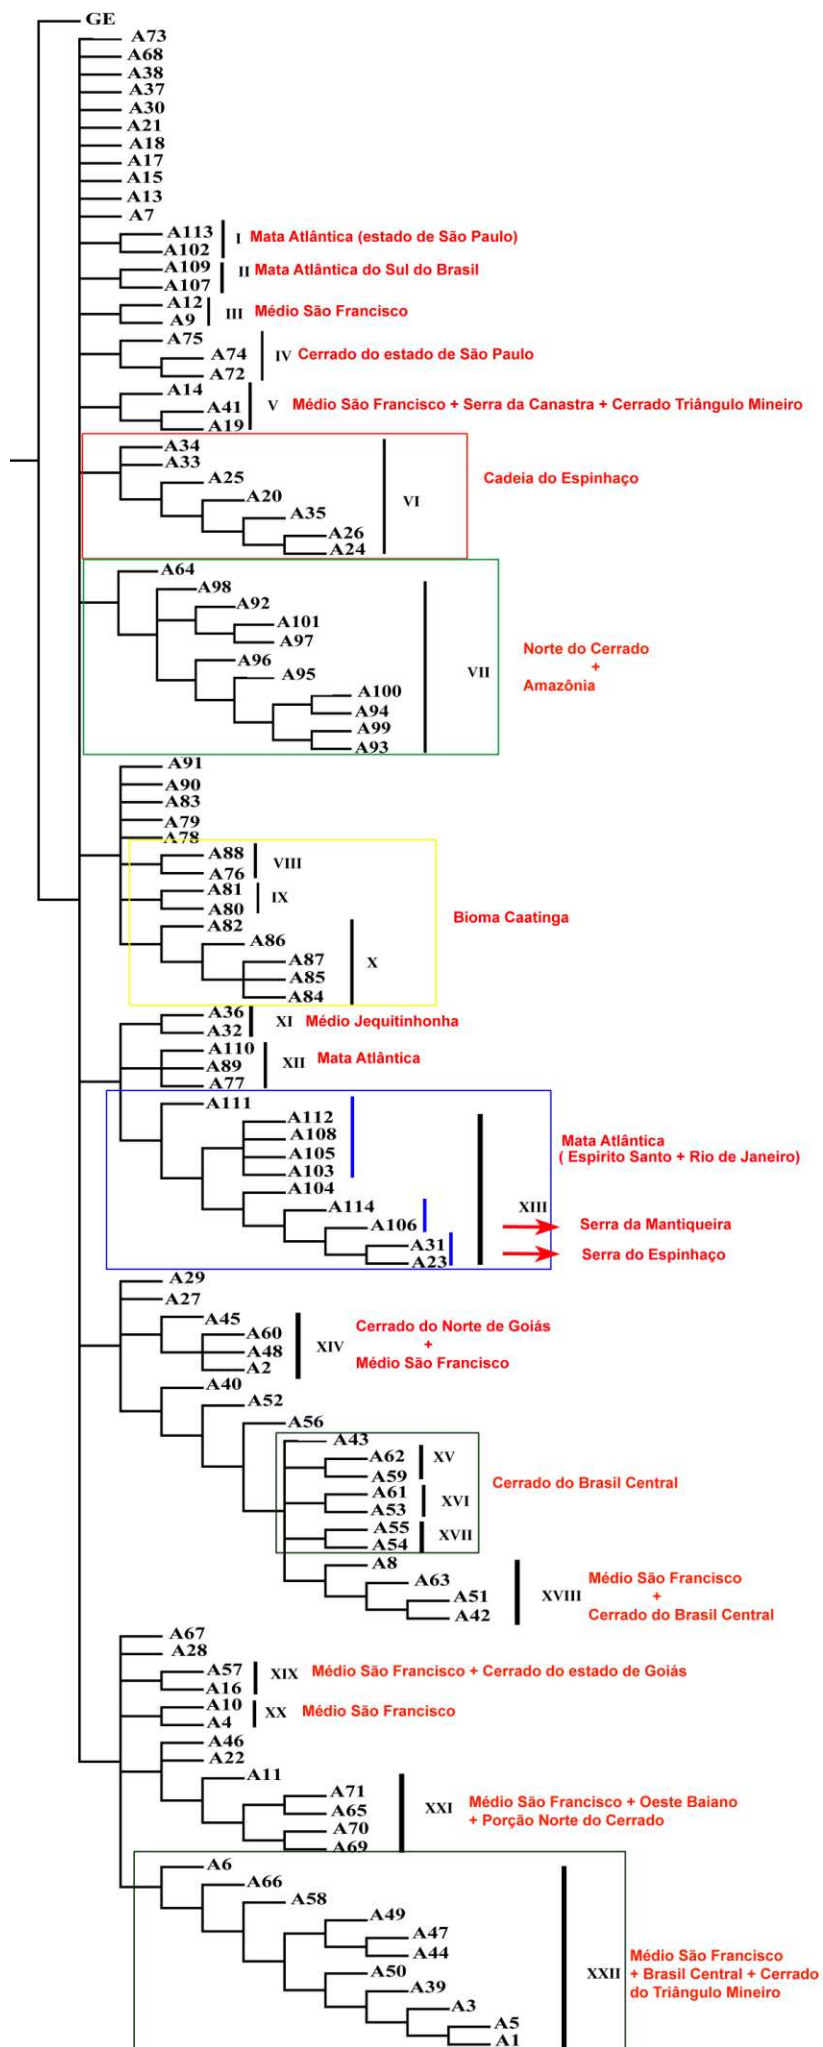 GE
A73
A68
A38
A37
A30
A21
A18
A17
A15
A13
A7
A113
A102
I Mata Atlântica (estado de São Paulo)
A109
A107
II Mata Atlântica do Sul do Brasil
A12
A9
III Médio São Francisco
A75
A74
A72
IV Cerrado do estado de São Paulo
A14
A41
A19
V Médio São Francisco + Serra da Canastra + Cerrado Triângulo Mineiro
A34
A33
A25
A20
A35
A26
A24
VI
Cadeia do Espinhaço
A64
A98
A92
A101
A97
A96
A95
A100
A94
A99
A93
VII
Norte do Cerrado
+
Amazônia
A91
A90
A83
A79
A78
A88
A76
VIII
A81
A80
IX
A82
A86
A87
A85
A84
X
Bioma Caatinga
A36
A32
XI Médio Jequitinhonha
A110
A89
A77
XII Mata Atlântica
A111
A112
A108
A105
A103
A104
A114
A106
A31
A23
XIII
Mata Atlântica
( Espirito Santo + Rio de Janeiro)
Serra da Mantiqueira
Serra do Espinhaço
A29
A27
A45
A60
A48
A2
XIV
Cerrado do Norte de Goiás
+
Médio São Francisco
A40
A52
A56
A43
A62
A59
XV
A61
A53
XVI
A55
A54
XVII
Cerrado do Brasil Central
A8
A63
A51
A42
XVIII
Médio São Francisco
+
Cerrado do Brasil Central
A67
A28
A57
A16
XIX Médio São Francisco + Cerrado do estado de Goiás
A10
A4
XX Médio São Francisco
A46
A22
A11
A71
A65
A70
A69
XXI
Médio São Francisco + Oeste Baiano
+ Porção Norte do Cerrado
A6
A66
A58
A49
A47
A44
A50
A39
A3
A5
A1
XXII
Médio São Francisco
+ Brasil Central + Cerrado
do Triângulo Mineiro